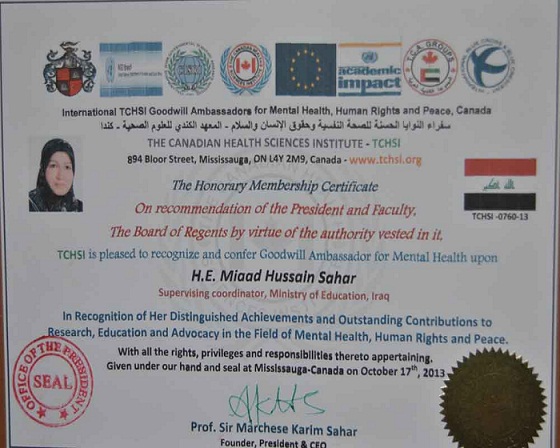 academic
impact
T.C.A. GROUPS
International TCHSI Goodwill Ambassadors for Mental Health, Human Rights and Peace, Canada
سفراء النوايا الحسنة للصحة النفسية وحقوق الإنسان والسلام - المعهد الكندي للعلوم الصحية - كندا
THE CANADIAN HEALTH SCIENCES INSTITUTE - TCHSI
894 Bloor Street, Mississauga, ON L4Y 2M9, Canada - www.tchsi.org
The Honorary Membership Certificate
TCHSI -0760-13
On recommendation of the President and Faculty,
The Board of Regents by virtue of the authority vested in it,
TCHSI is pleased to recognize and confer Goodwill Ambassador for Mental Health upon
H.E. Miaad Hussain Sahar
Supervising coordinator, Ministry of Education, Iraq
In Recognition of Her Distinguished Achievements and Outstanding Contributions to
Research, Education and Advocacy in the Field of Mental Health, Human Rights and Peace.
With all the rights, privileges and responsibilities thereto appertaining.
Given under our hand and seal at Mississauga-Canada on October 17th, 2013
OFFICE OF THE PRESIDENT
SEAL
Prof. Sir Marchese Karim Sahar
Founder, President & CEO